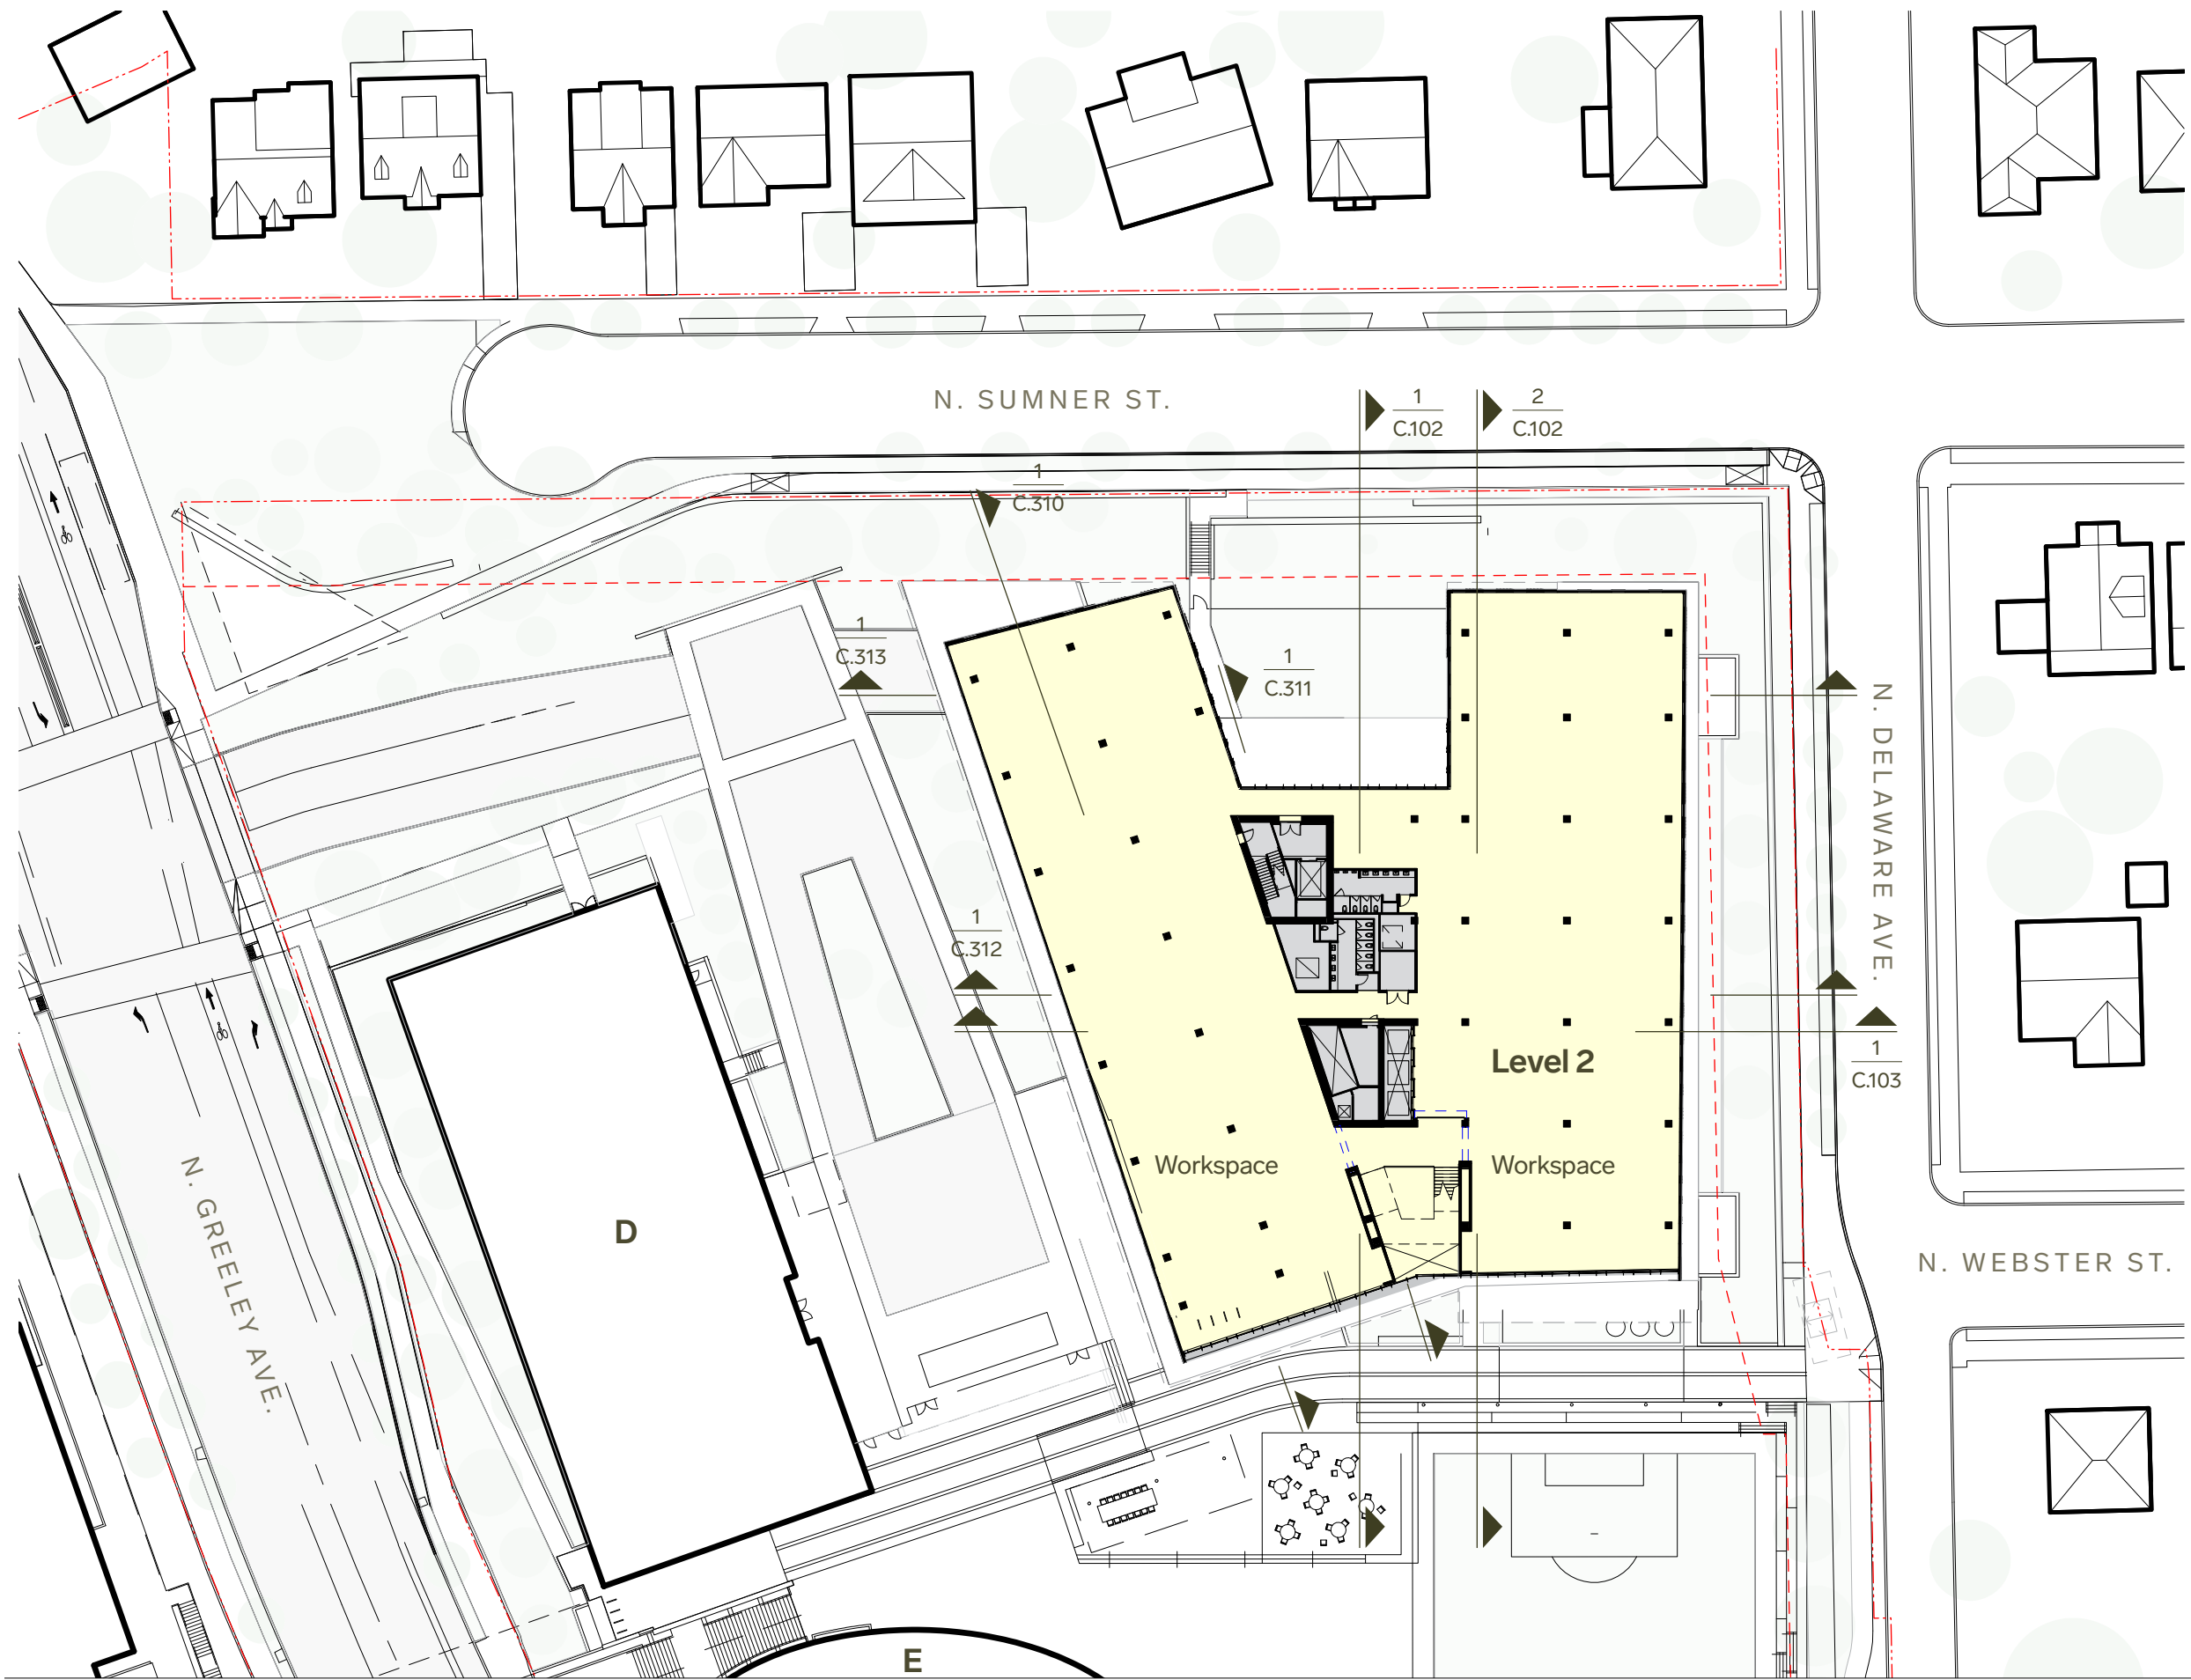 N. SUMNER ST.
1
C.102
2
C.102
1
C.310
1
C.313
1
C.311
N. DELAWARE AVE.
1
C.312
Level 2
1
C.103
Workspace
Workspace
N. GREELEY AVE.
D
N. WEBSTER ST.
E